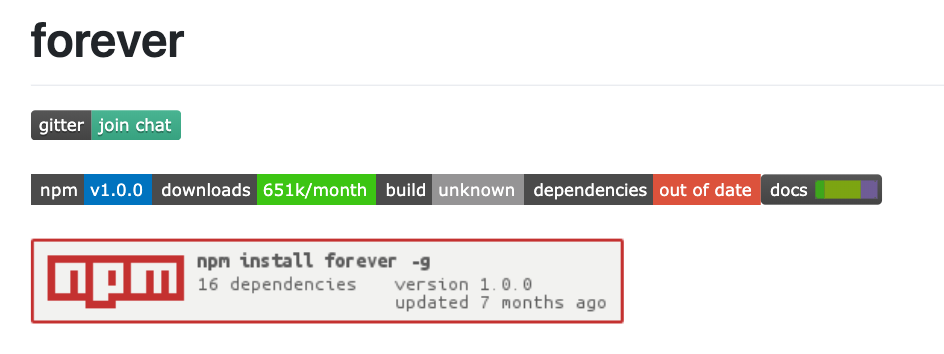 forever
gitter join chat
npm v1.0.0 downloads 651k/month build unknown dependencies out of date docs
npm npm install forever -g
16 dependencies version 1.0.0
updated 7 months ago